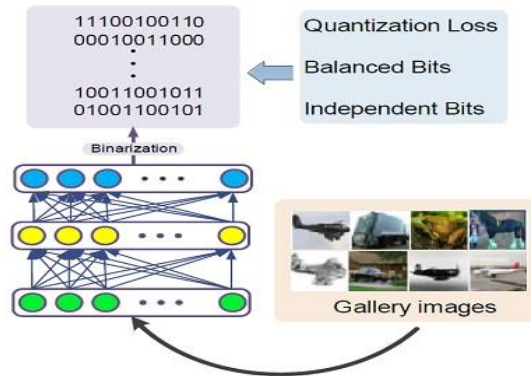 11100100110
00010011000
10011001011
01001100101
Quantization Loss
Balanced Bits
Independent Bits
Binarization
Gallery images